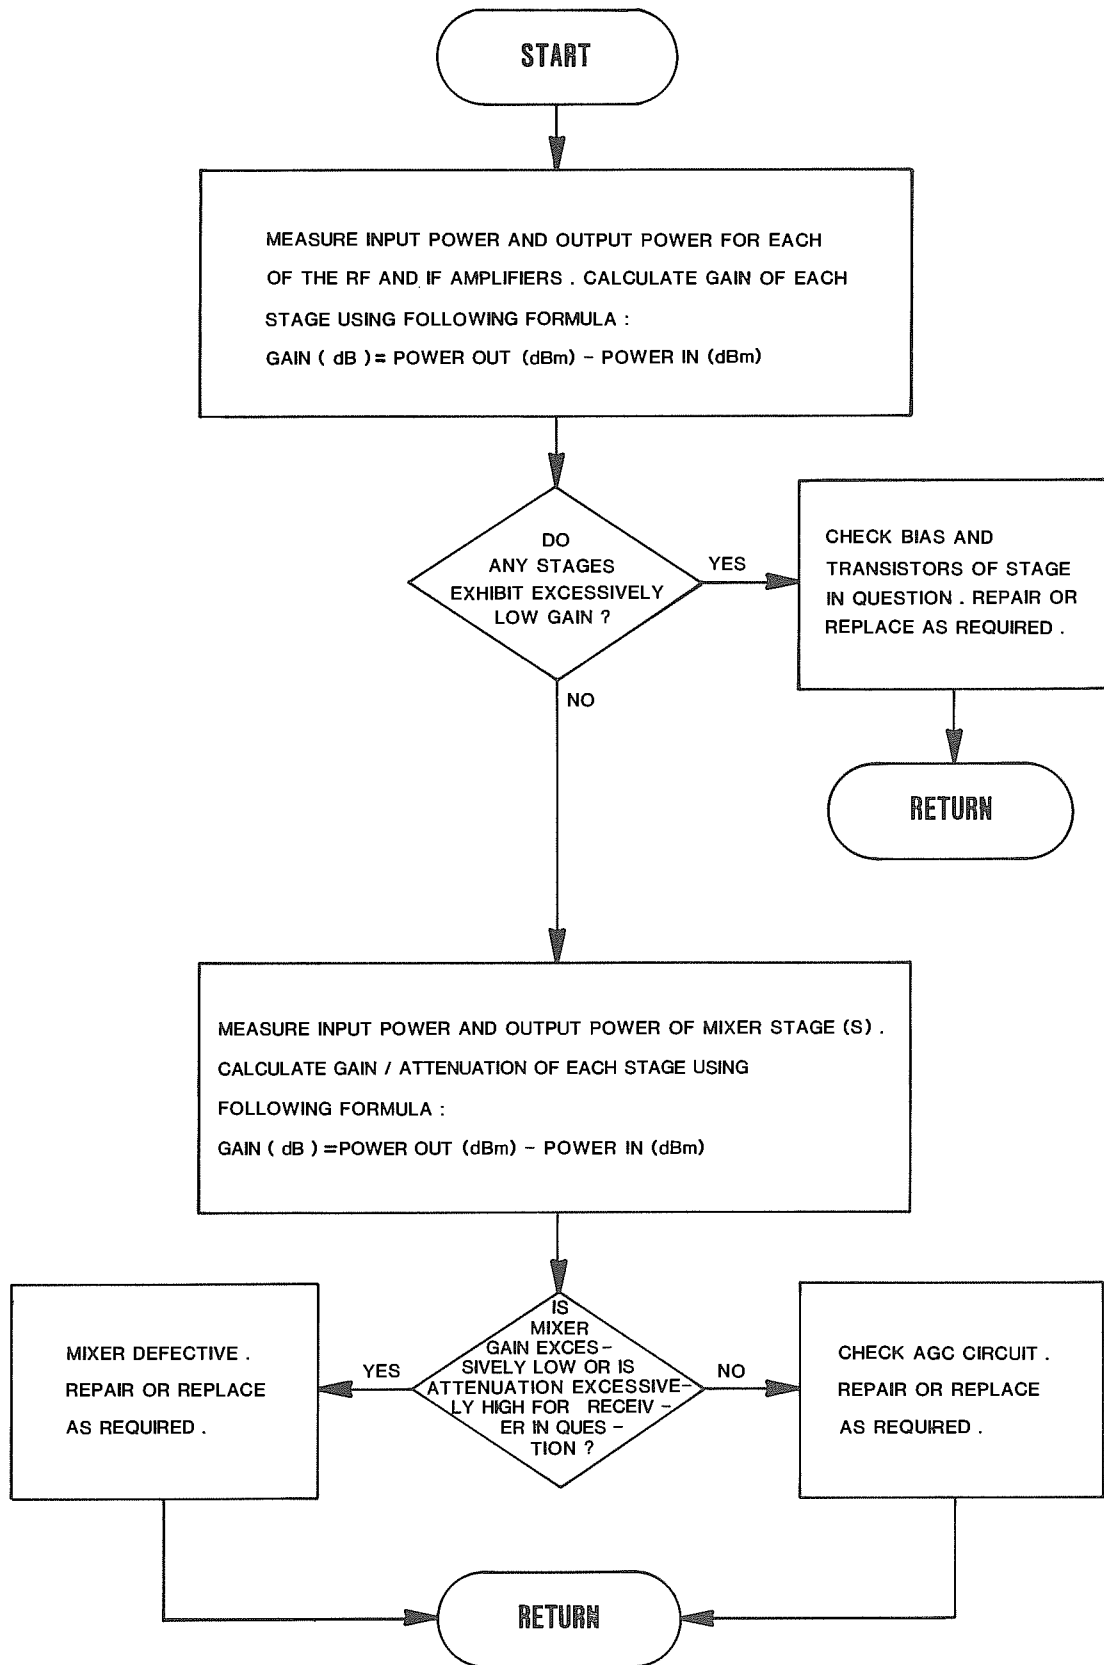 START
MEASURE INPUT POWER AND OUTPUT POWER FOR EACH
OF THE RF AND IF AMPLIFIERS . CALCULATE GAIN OF EACH
STAGE USING FOLLOWING FORMULA :
GAIN ( dB ) = POWER OUT (dBm) - POWER IN (dBm)
DO
ANY STAGES
EXHIBIT EXCESSIVELY
LOW GAIN ?
YES
CHECK BIAS AND
TRANSISTORS OF STAGE
IN QUESTION . REPAIR OR
REPLACE AS REQUIRED .
NO
RETURN
MEASURE INPUT POWER AND OUTPUT POWER OF MIXER STAGE (S) .
CALCULATE GAIN / ATTENUATION OF EACH STAGE USING
FOLLOWING FORMULA :
GAIN ( dB ) =POWER OUT (dBm) - POWER IN (dBm)
IS
MIXER
GAIN EXCES-
SIVELY LOW OR IS
ATTENUATION EXCESSIVE-
LY HIGH FOR RECEIV-
ER IN QUES-
TION ?
YES
MIXER DEFECTIVE .
REPAIR OR REPLACE
AS REQUIRED .
NO
CHECK AGC CIRCUIT .
REPAIR OR REPLACE
AS REQUIRED .
RETURN